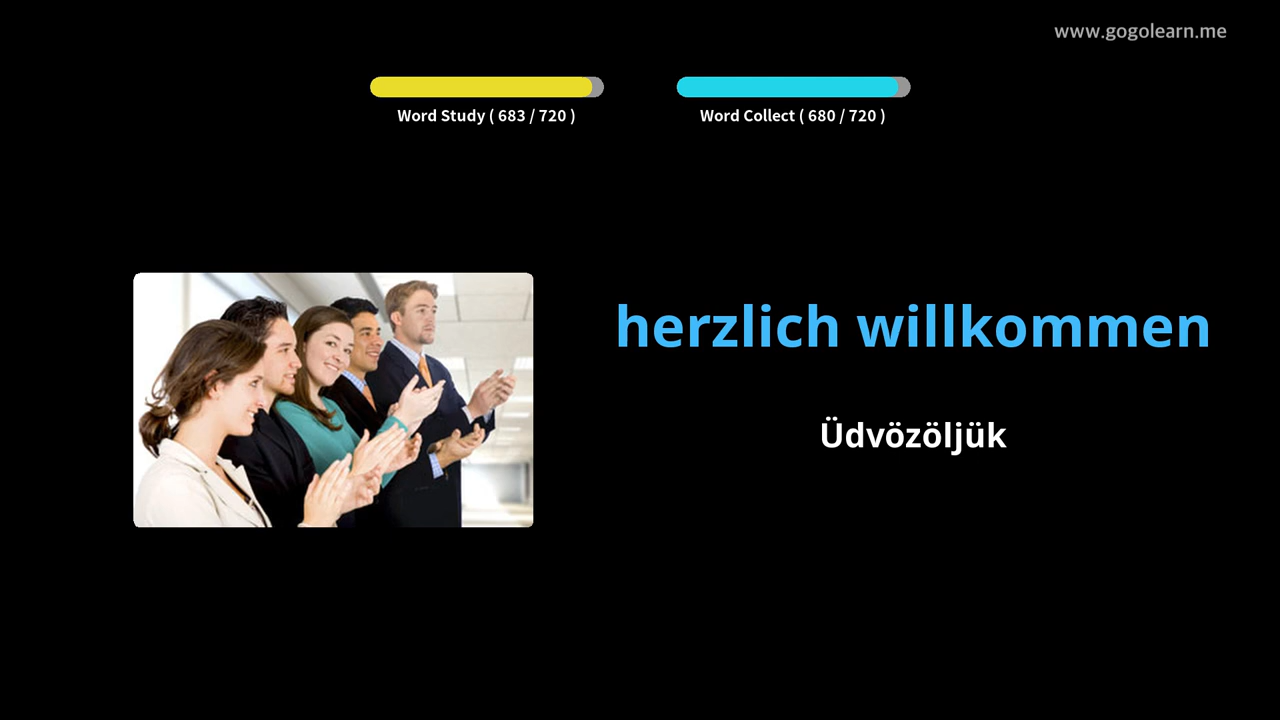 www.gogolearn.me
Word Study ( 683 / 720 )
Word Collect ( 680 / 720 )
herzlich willkommen
Üdvözöljük